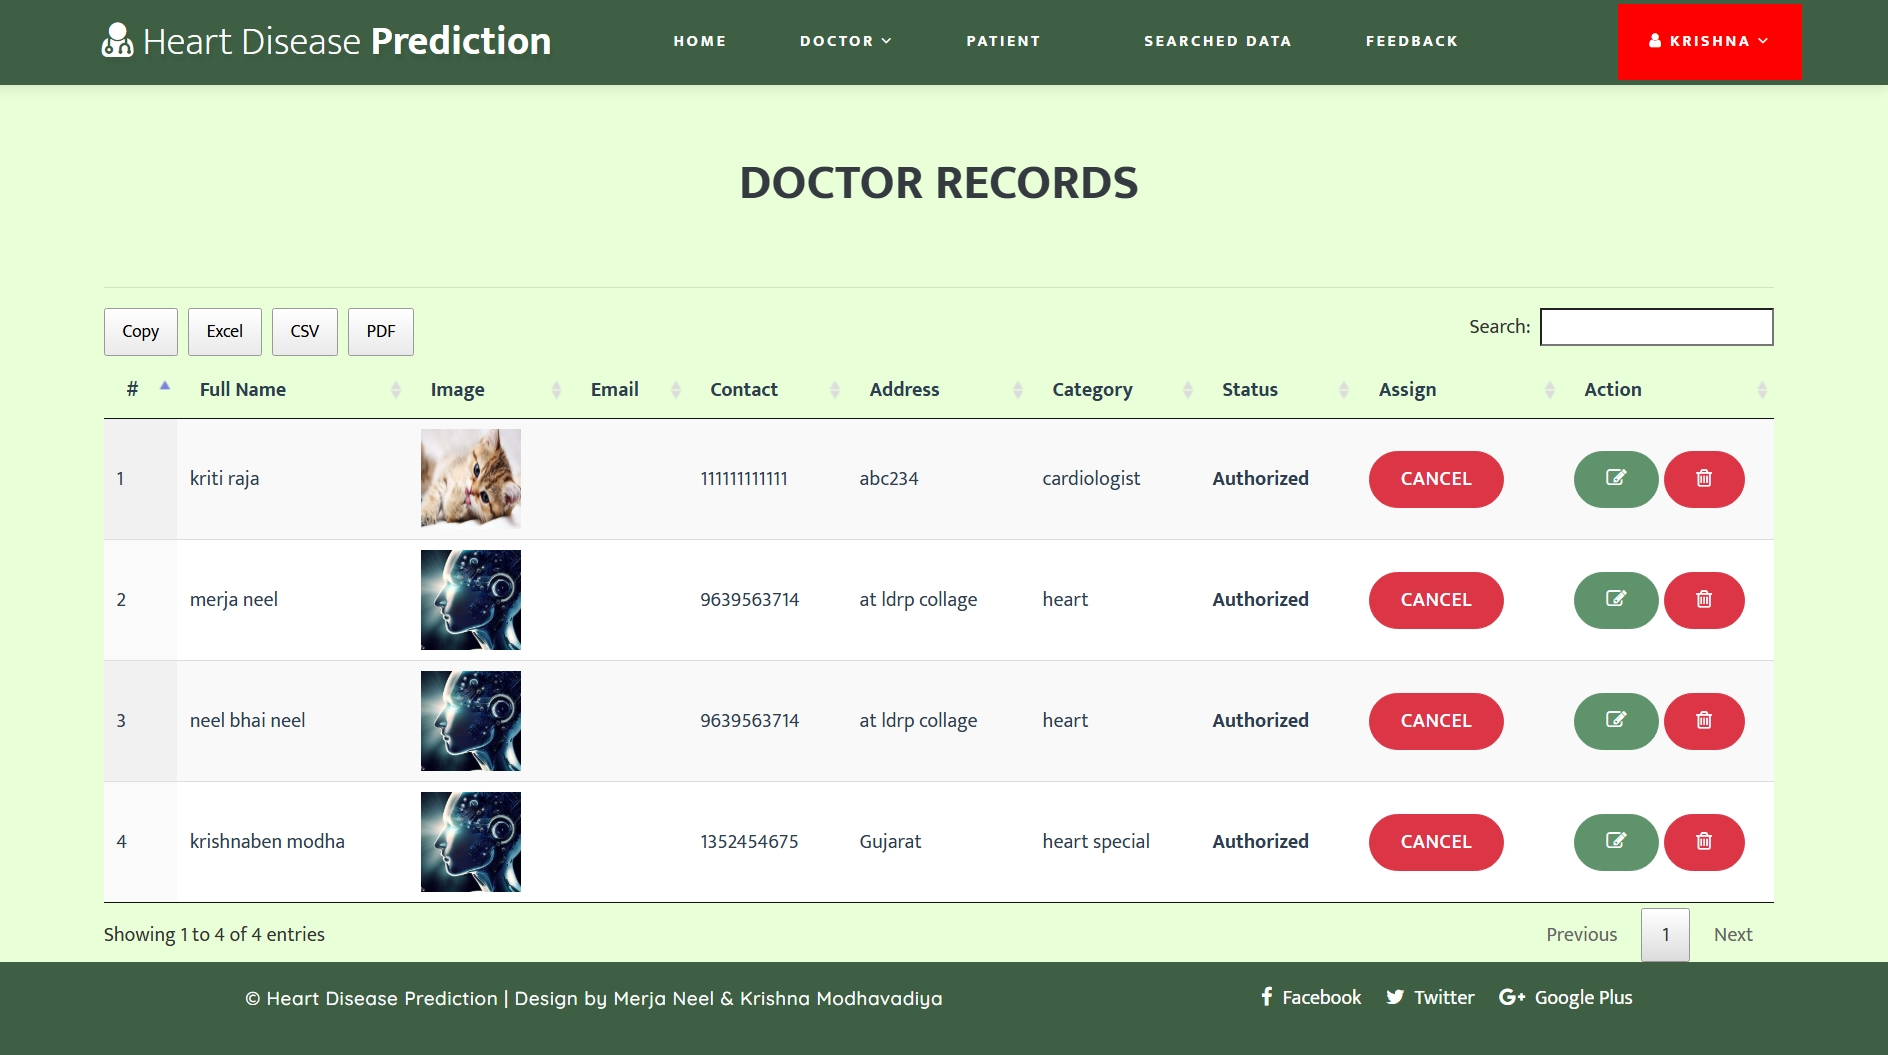 Heart Disease Prediction HOME DOCTOR PATIENT SEARCHED DATA FEEDBACK KRISHNA
DOCTOR RECORDS
Copy Excel CSV PDF Search:
# Full Name Image Email Contact Address Category Status Assign Action
1 kriti raja 111111111111 abc234 cardiologist Authorized CANCEL
2 merja neel 9639563714 at ldrp collage heart Authorized CANCEL
3 neel bhai neel 9639563714 at ldrp collage heart Authorized CANCEL
4 krishnaben modha 1352454675 Gujarat heart special Authorized CANCEL
Showing 1 to 4 of 4 entries Previous 1 Next
© Heart Disease Prediction | Design by Merja Neel & Krishna Modhavadiya Facebook Twitter G+ Google Plus